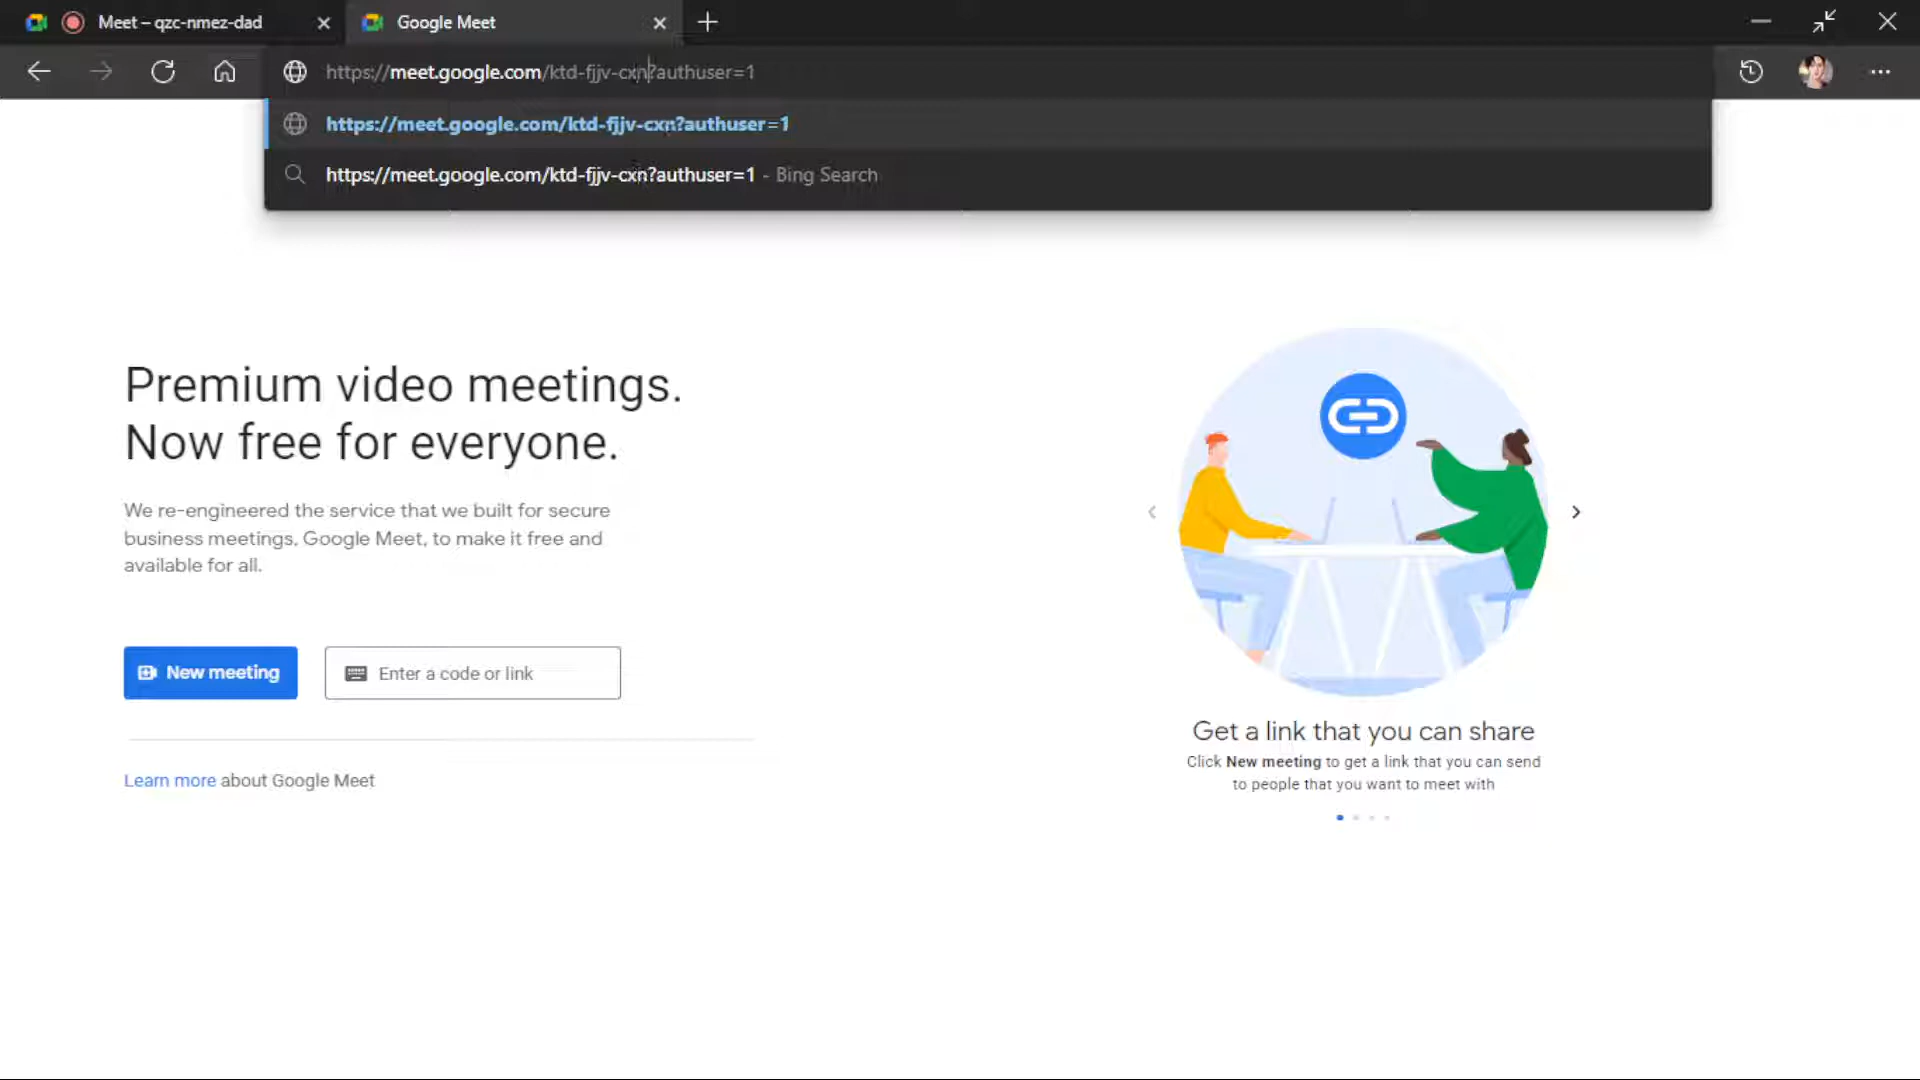 Meet – qzc-nmez-dad
Google Meet
https://meet.google.com/ktd-fjjv-cxn?authuser=1
https://meet.google.com/ktd-fjjv-cxn?authuser=1
https://meet.google.com/ktd-fjjv-cxn?authuser=1 - Bing Search
Premium video meetings.
Now free for everyone.
We re-engineered the service that we built for secure
business meetings, Google Meet, to make it free and
available for all.
New meeting
Enter a code or link
Learn more about Google Meet
Get a link that you can share
Click New meeting to get a link that you can send
to people that you want to meet with